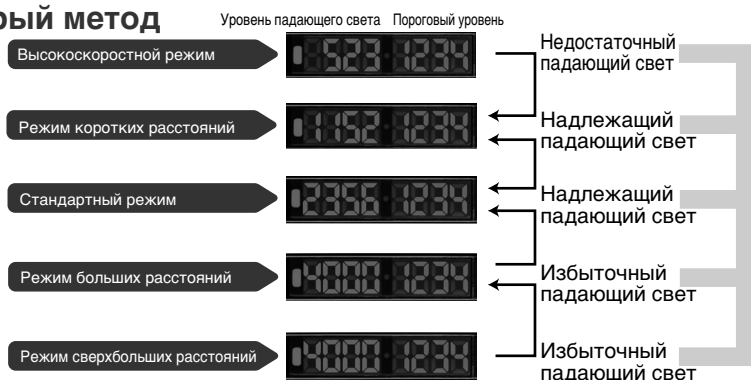 рый метод
Уровень падающего света Пороговый уровень
Высокоскоростной режим
523 1234
Недостаточный
падающий свет
Режим коротких расстояний
1152 1234
Надлежащий
падающий свет
Стандартный режим
2356 1234
Надлежащий
падающий свет
Режим больших расстояний
4000 1234
Избыточный
падающий свет
Режим сверхбольших расстояний
4000 1234
Избыточный
падающий свет